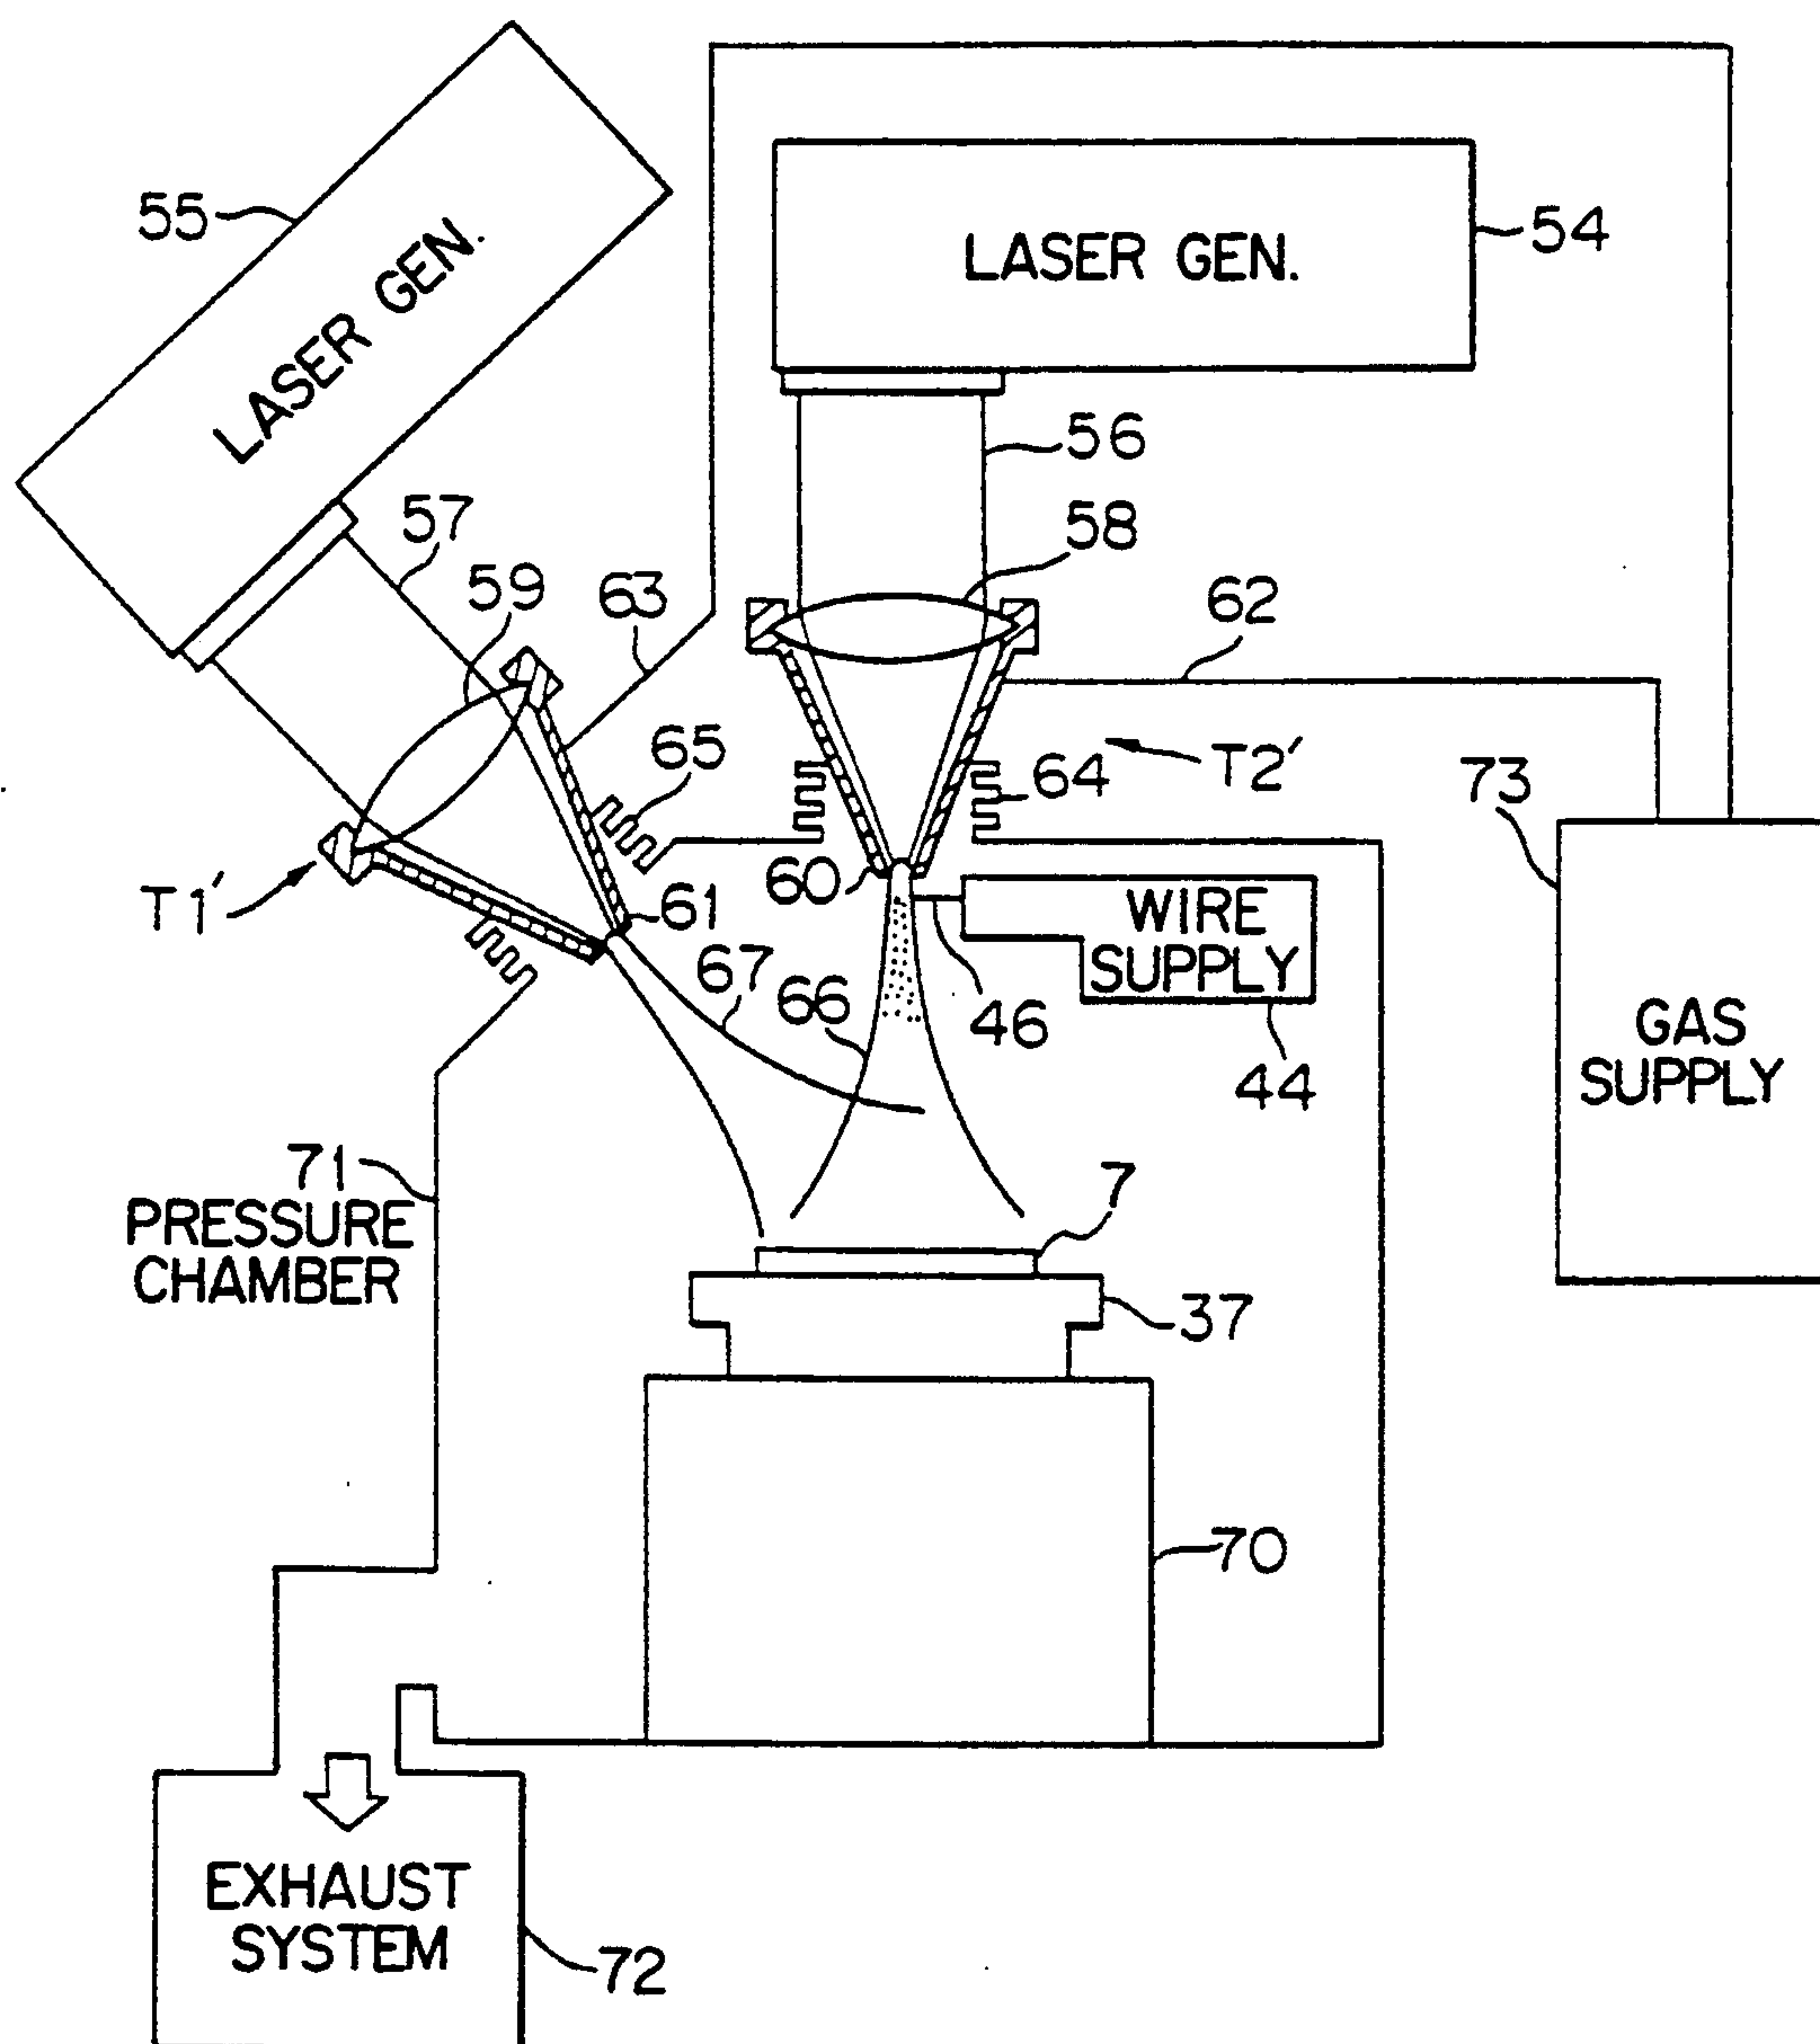 55
LASER GEN.
LASER GEN.
54
56
57
58
59
63
62
65
64
T2'
73
T1'
60
61
WIRE
SUPPLY
67
66
46
44
GAS
SUPPLY
71
PRESSURE
CHAMBER
7
37
70
EXHAUST
SYSTEM
72